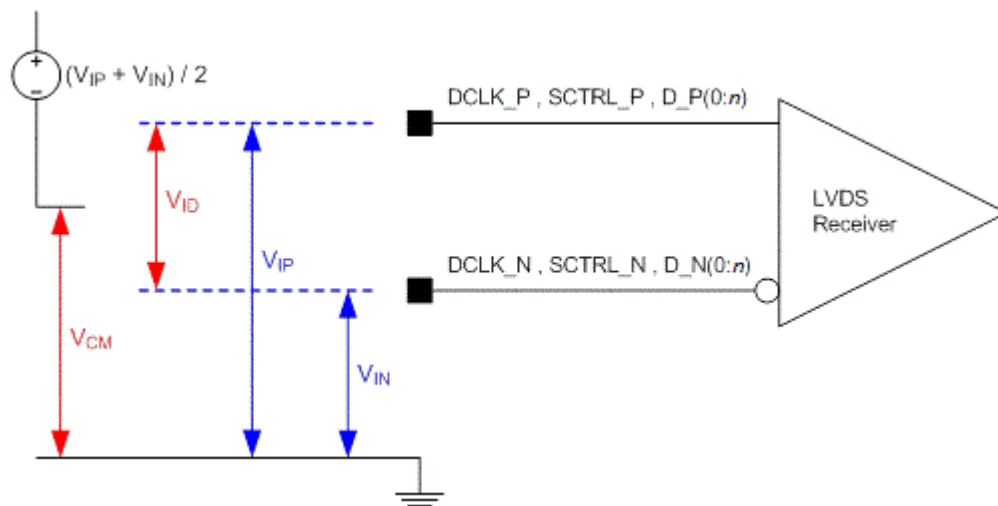 +
−
(VIP + VIN) / 2
DCLK_P , SCTRL_P , D_P(0:n)
VID
LVDS
Receiver
VIP
DCLK_N , SCTRL_N , D_N(0:n)
VCM
VIN